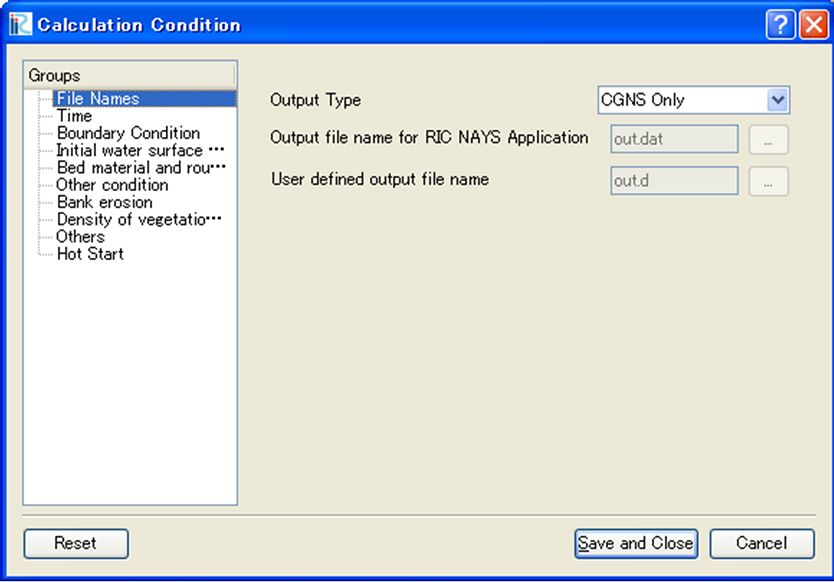 iRIC
Calculation Condition
Groups
File Names
Time
Boundary Condition
Initial water surface ···
Bed material and rou···
Other condition
Bank erosion
Density of vegetatio···
Others
Hot Start
Output Type
CGNS Only
Output file name for RIC NAYS Application
out.dat
...
User defined output file name
out.d
...
Reset
Save and Close
Cancel